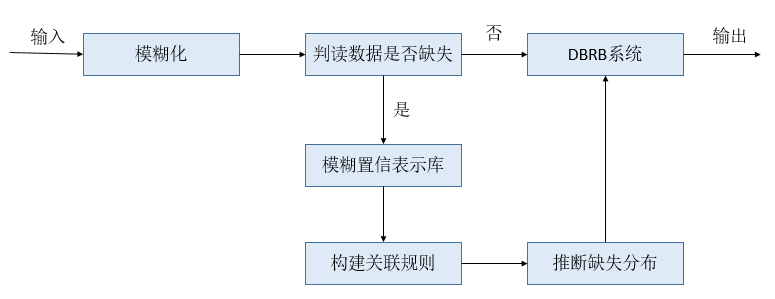 输入
模糊化
判读数据是否缺失
否
DBRB系统
输出
是
模糊置信表示库
构建关联规则
推断缺失分布